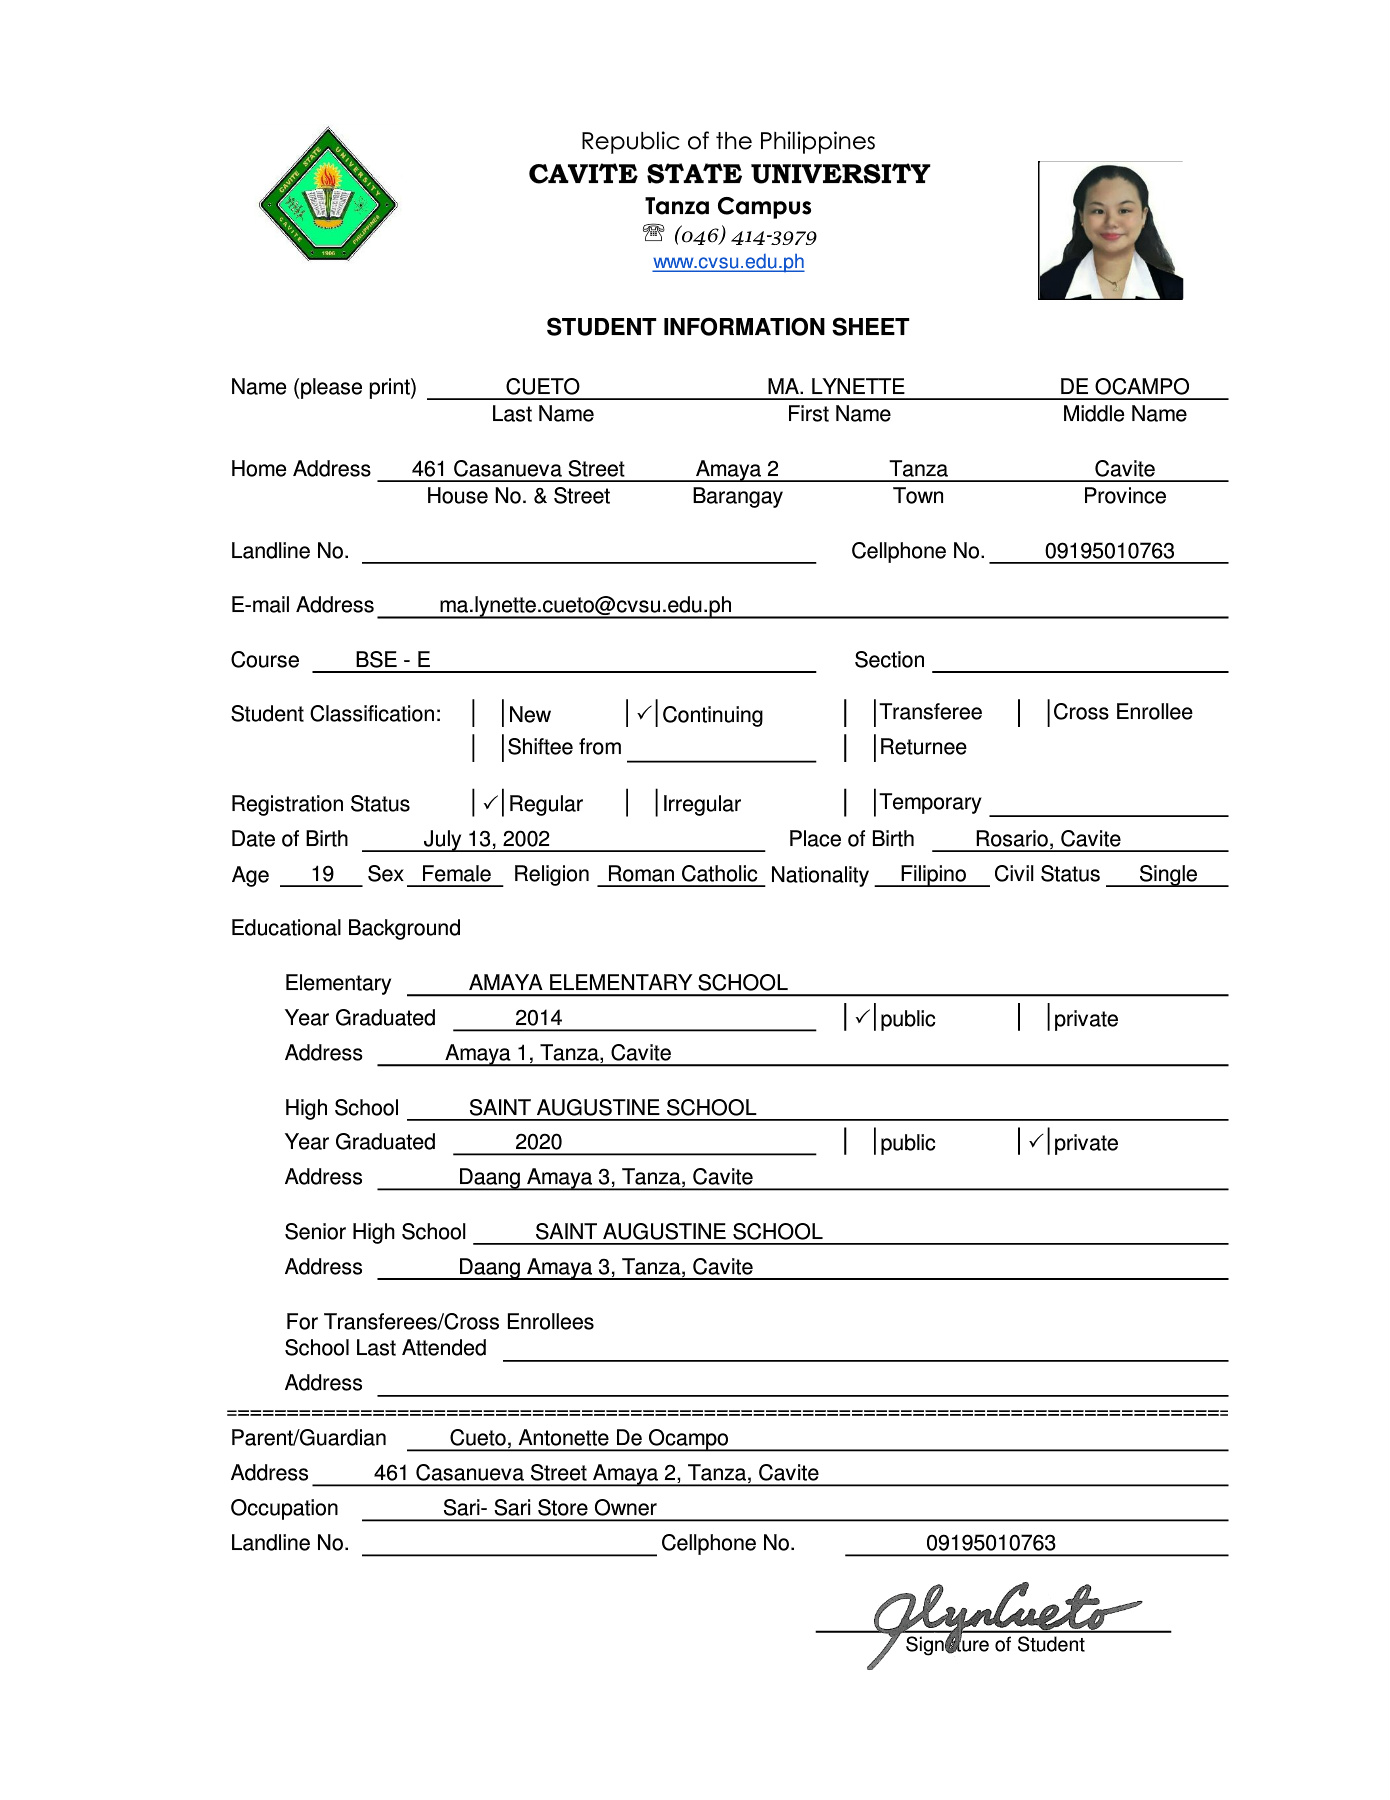 Republic of the Philippines
CAVITE STATE UNIVERSITY
Tanza Campus
☏ (046) 414-3979
www.cvsu.edu.ph
CAVITE STATE UNIVERSITY
CAVITE PHILIPPINES
1906
STUDENT INFORMATION SHEET
Name (please print) CUETO MA. LYNETTE DE OCAMPO
Last Name First Name Middle Name
Home Address 461 Casanueva Street Amaya 2 Tanza Cavite
House No. & Street Barangay Town Province
Landline No. Cellphone No. 09195010763
E-mail Address ma.lynette.cueto@cvsu.edu.ph
Course BSE - E Section
Student Classification: | | New | ✓ | Continuing | | Transferee | | Cross Enrollee
| | Shiftee from | | Returnee
Registration Status | ✓ | Regular | | Irregular | | Temporary
Date of Birth July 13, 2002 Place of Birth Rosario, Cavite
Age 19 Sex Female Religion Roman Catholic Nationality Filipino Civil Status Single
Educational Background
Elementary AMAYA ELEMENTARY SCHOOL
Year Graduated 2014 | ✓ | public | | private
Address Amaya 1, Tanza, Cavite
High School SAINT AUGUSTINE SCHOOL
Year Graduated 2020 | | public | ✓ | private
Address Daang Amaya 3, Tanza, Cavite
Senior High School SAINT AUGUSTINE SCHOOL
Address Daang Amaya 3, Tanza, Cavite
For Transferees/Cross Enrollees
School Last Attended
Address
Parent/Guardian Cueto, Antonette De Ocampo
Address 461 Casanueva Street Amaya 2, Tanza, Cavite
Occupation Sari- Sari Store Owner
Landline No. Cellphone No. 09195010763
JlynCueto
Signature of Student